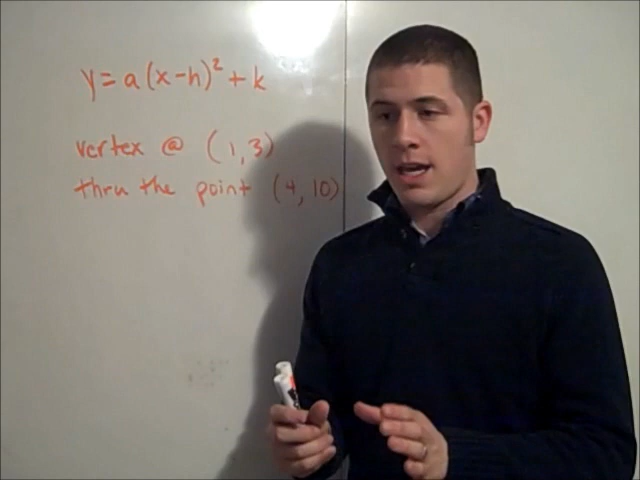 y = a(x-h)² + k
vertex @ (1,3)
thru the point (4,10)